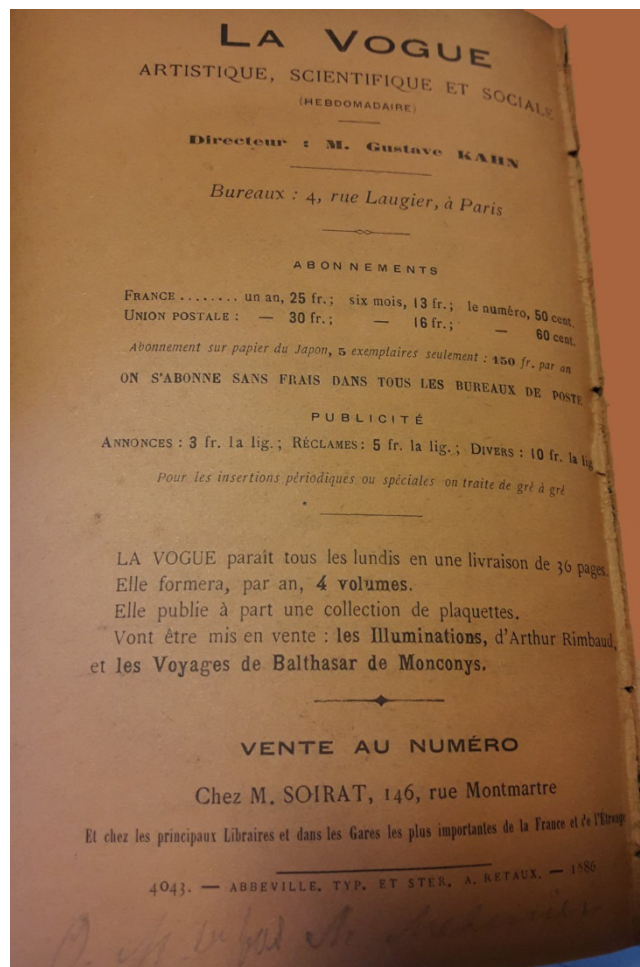 LA VOGUE
ARTISTIQUE, SCIENTIFIQUE ET SOCIALE
(HEBDOMADAIRE)
Directeur : M. Gustave KAHN
Bureaux : 4, rue Laugier, à Paris
ABONNEMENTS
FRANCE ........ un an, 25 fr.; six mois, 13 fr.; le numéro, 50 cent.
UNION POSTALE : — 30 fr.; — 16 fr.; — 60 cent.
Abonnement sur papier du Japon, 5 exemplaires seulement : 150 fr. par an
ON S'ABONNE SANS FRAIS DANS TOUS LES BUREAUX DE POSTE
PUBLICITÉ
ANNONCES : 3 fr. la lig.; RÉCLAMES: 5 fr. la lig.; DIVERS : 10 fr. la lig
Pour les insertions périodiques ou spéciales on traite de gré à gré
LA VOGUE paraît tous les lundis en une livraison de 36 pages.
Elle formera, par an, 4 volumes.
Elle publie à part une collection de plaquettes.
Vont être mis en vente : les Illuminations, d'Arthur Rimbaud,
et les Voyages de Balthasar de Monconys.
VENTE AU NUMÉRO
Chez M. SOIRAT, 146, rue Montmartre
Et chez les principaux Libraires et dans les Gares les plus importantes de la France et de l'Étranger
4043. — ABBEVILLE, TYP. ET STÉR. A. RETAUX. — 1886